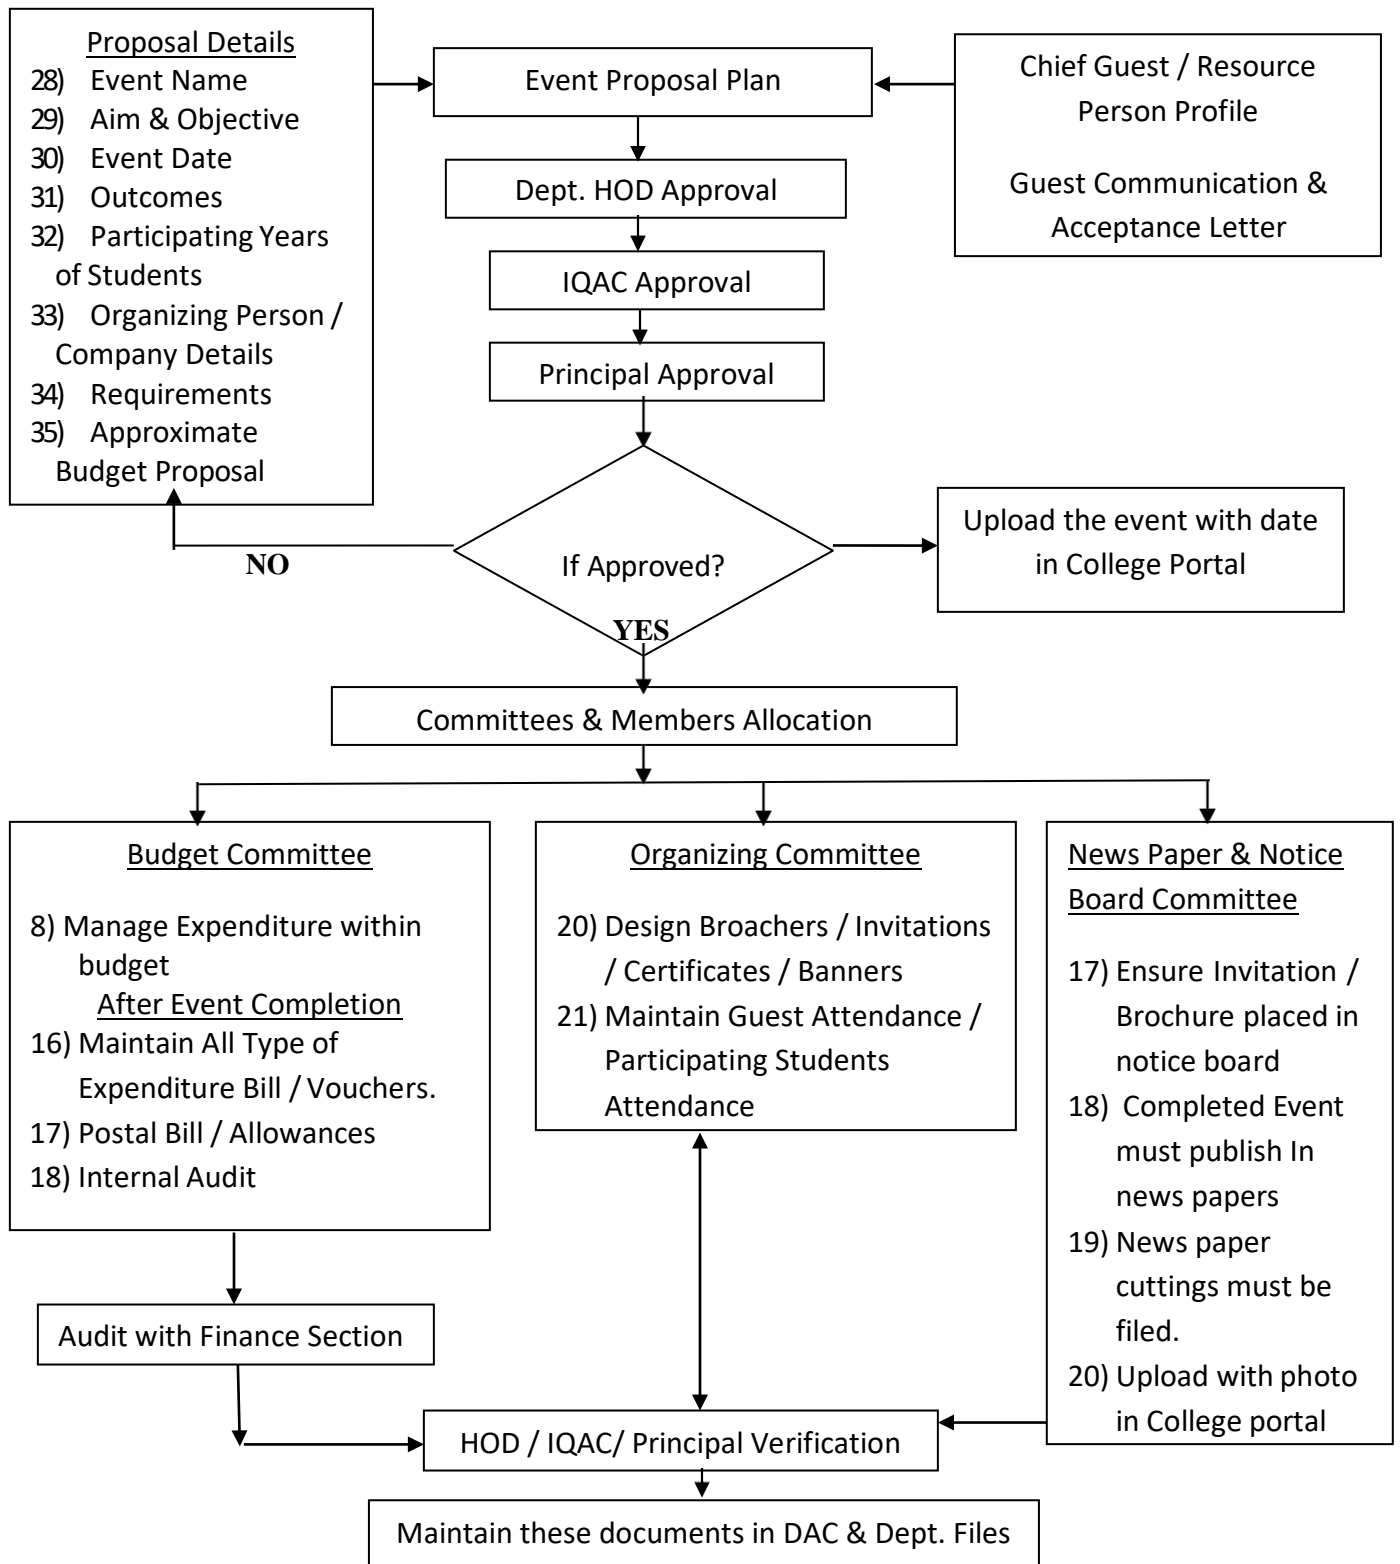 Proposal Details
28) Event Name
29) Aim & Objective
30) Event Date
31) Outcomes
32) Participating Years
of Students
33) Organizing Person /
Company Details
34) Requirements
35) Approximate
Budget Proposal
Event Proposal Plan
Chief Guest / Resource
Person Profile
Guest Communication &
Acceptance Letter
Dept. HOD Approval
IQAC Approval
Principal Approval
If Approved?
NO
YES
Upload the event with date
in College Portal
Committees & Members Allocation
Budget Committee
8) Manage Expenditure within
budget
After Event Completion
16) Maintain All Type of
Expenditure Bill / Vouchers.
17) Postal Bill / Allowances
18) Internal Audit
Organizing Committee
20) Design Broachers / Invitations
/ Certificates / Banners
21) Maintain Guest Attendance /
Participating Students
Attendance
News Paper & Notice
Board Committee
17) Ensure Invitation /
Brochure placed in
notice board
18) Completed Event
must publish In
news papers
19) News paper
cuttings must be
filed.
20) Upload with photo
in College portal
Audit with Finance Section
HOD / IQAC/ Principal Verification
Maintain these documents in DAC & Dept. Files